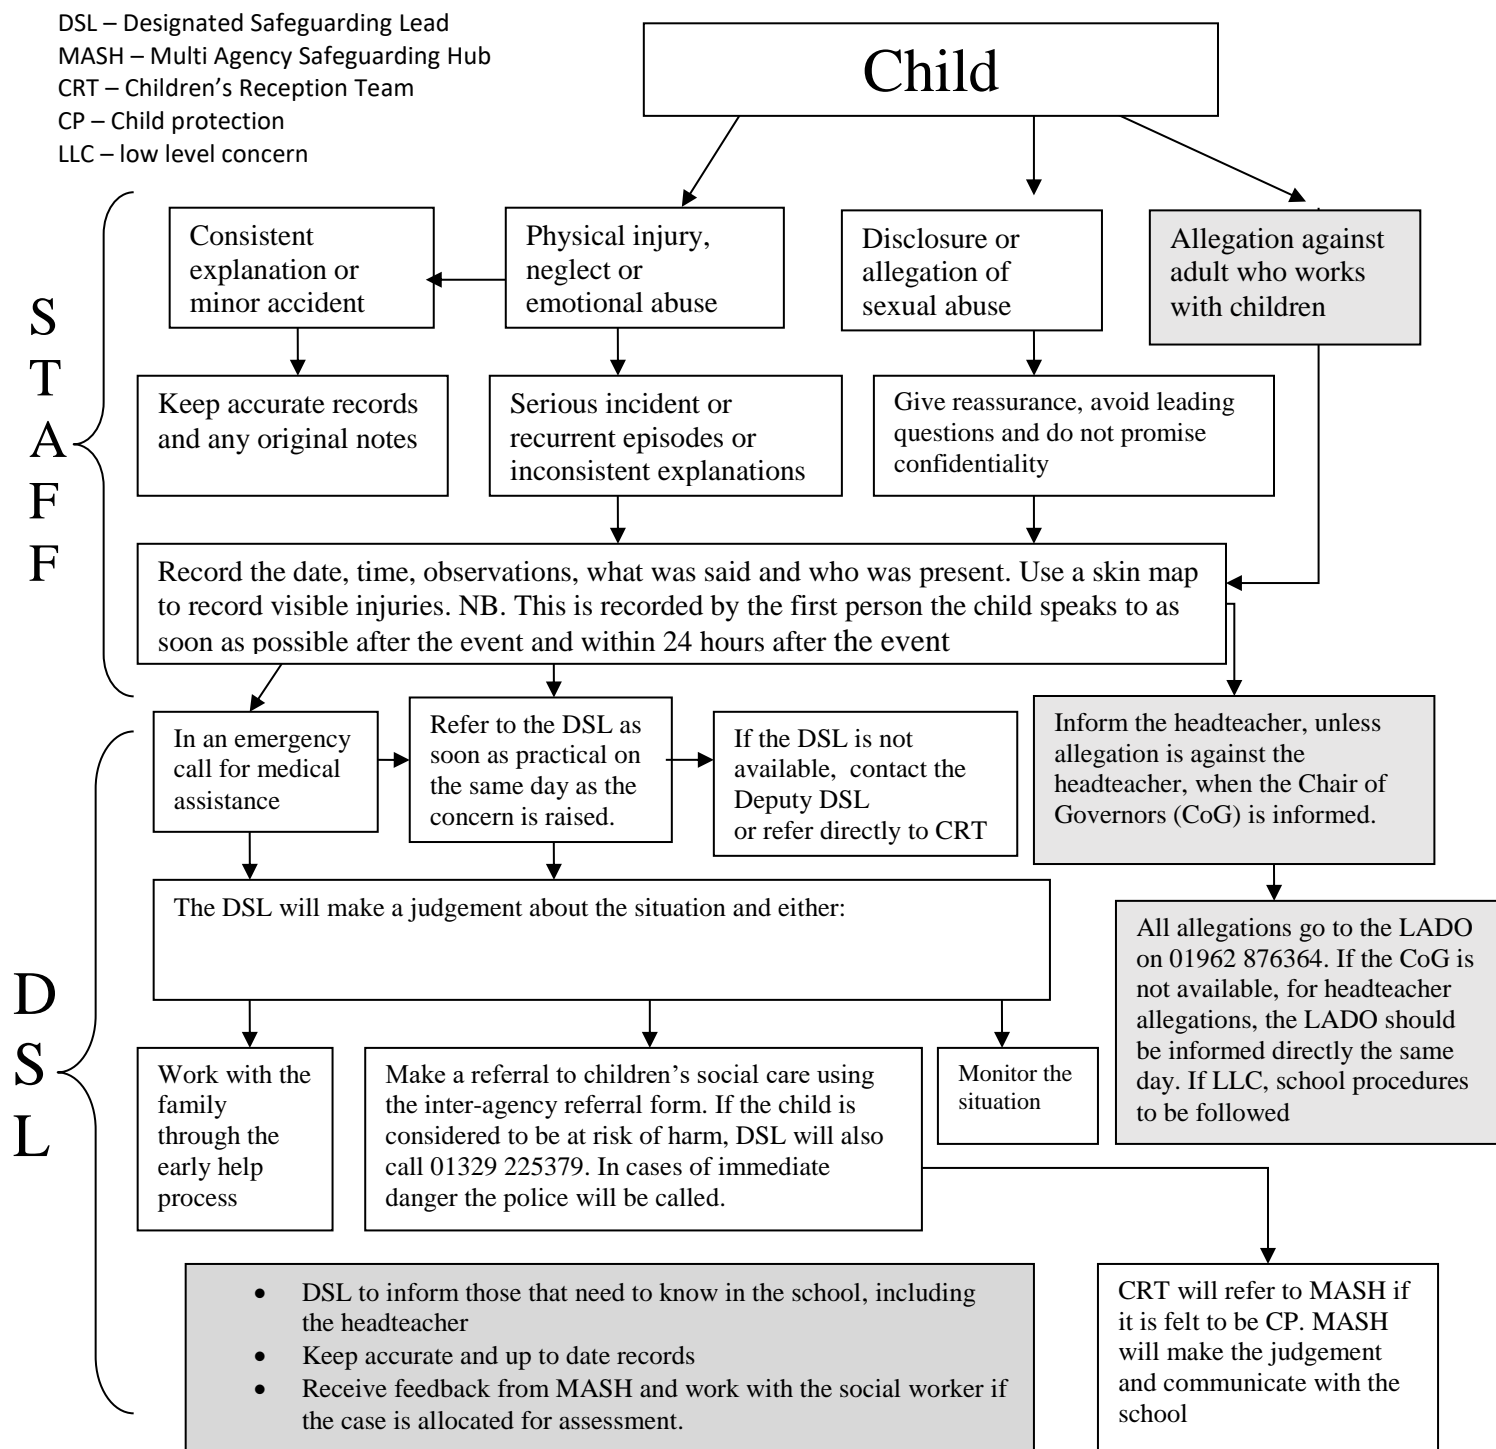 DSL – Designated Safeguarding Lead
MASH – Multi Agency Safeguarding Hub
CRT – Children's Reception Team
CP – Child protection
LLC – low level concern
Child
S
T
A
F
F
Consistent
explanation or
minor accident
Physical injury,
neglect or
emotional abuse
Disclosure or
allegation of
sexual abuse
Allegation against
adult who works
with children
Keep accurate records
and any original notes
Serious incident or
recurrent episodes or
inconsistent explanations
Give reassurance, avoid leading
questions and do not promise
confidentiality
Record the date, time, observations, what was said and who was present. Use a skin map
to record visible injuries. NB. This is recorded by the first person the child speaks to as
soon as possible after the event and within 24 hours after the event
D
S
L
In an emergency
call for medical
assistance
Refer to the DSL as
soon as practical on
the same day as the
concern is raised.
If the DSL is not
available,  contact the
Deputy DSL
or refer directly to CRT
Inform the headteacher, unless
allegation is against the
headteacher, when the Chair of
Governors (CoG) is informed.
The DSL will make a judgement about the situation and either:
All allegations go to the LADO
on 01962 876364. If the CoG is
not available, for headteacher
allegations, the LADO should
be informed directly the same
day. If LLC, school procedures
to be followed
Work with the
family
through the
early help
process
Make a referral to children's social care using
the inter-agency referral form. If the child is
considered to be at risk of harm, DSL will also
call 01329 225379. In cases of immediate
danger the police will be called.
Monitor the
situation
• DSL to inform those that need to know in the school, including
the headteacher
• Keep accurate and up to date records
• Receive feedback from MASH and work with the social worker if
the case is allocated for assessment.
CRT will refer to MASH if
it is felt to be CP. MASH
will make the judgement
and communicate with the
school